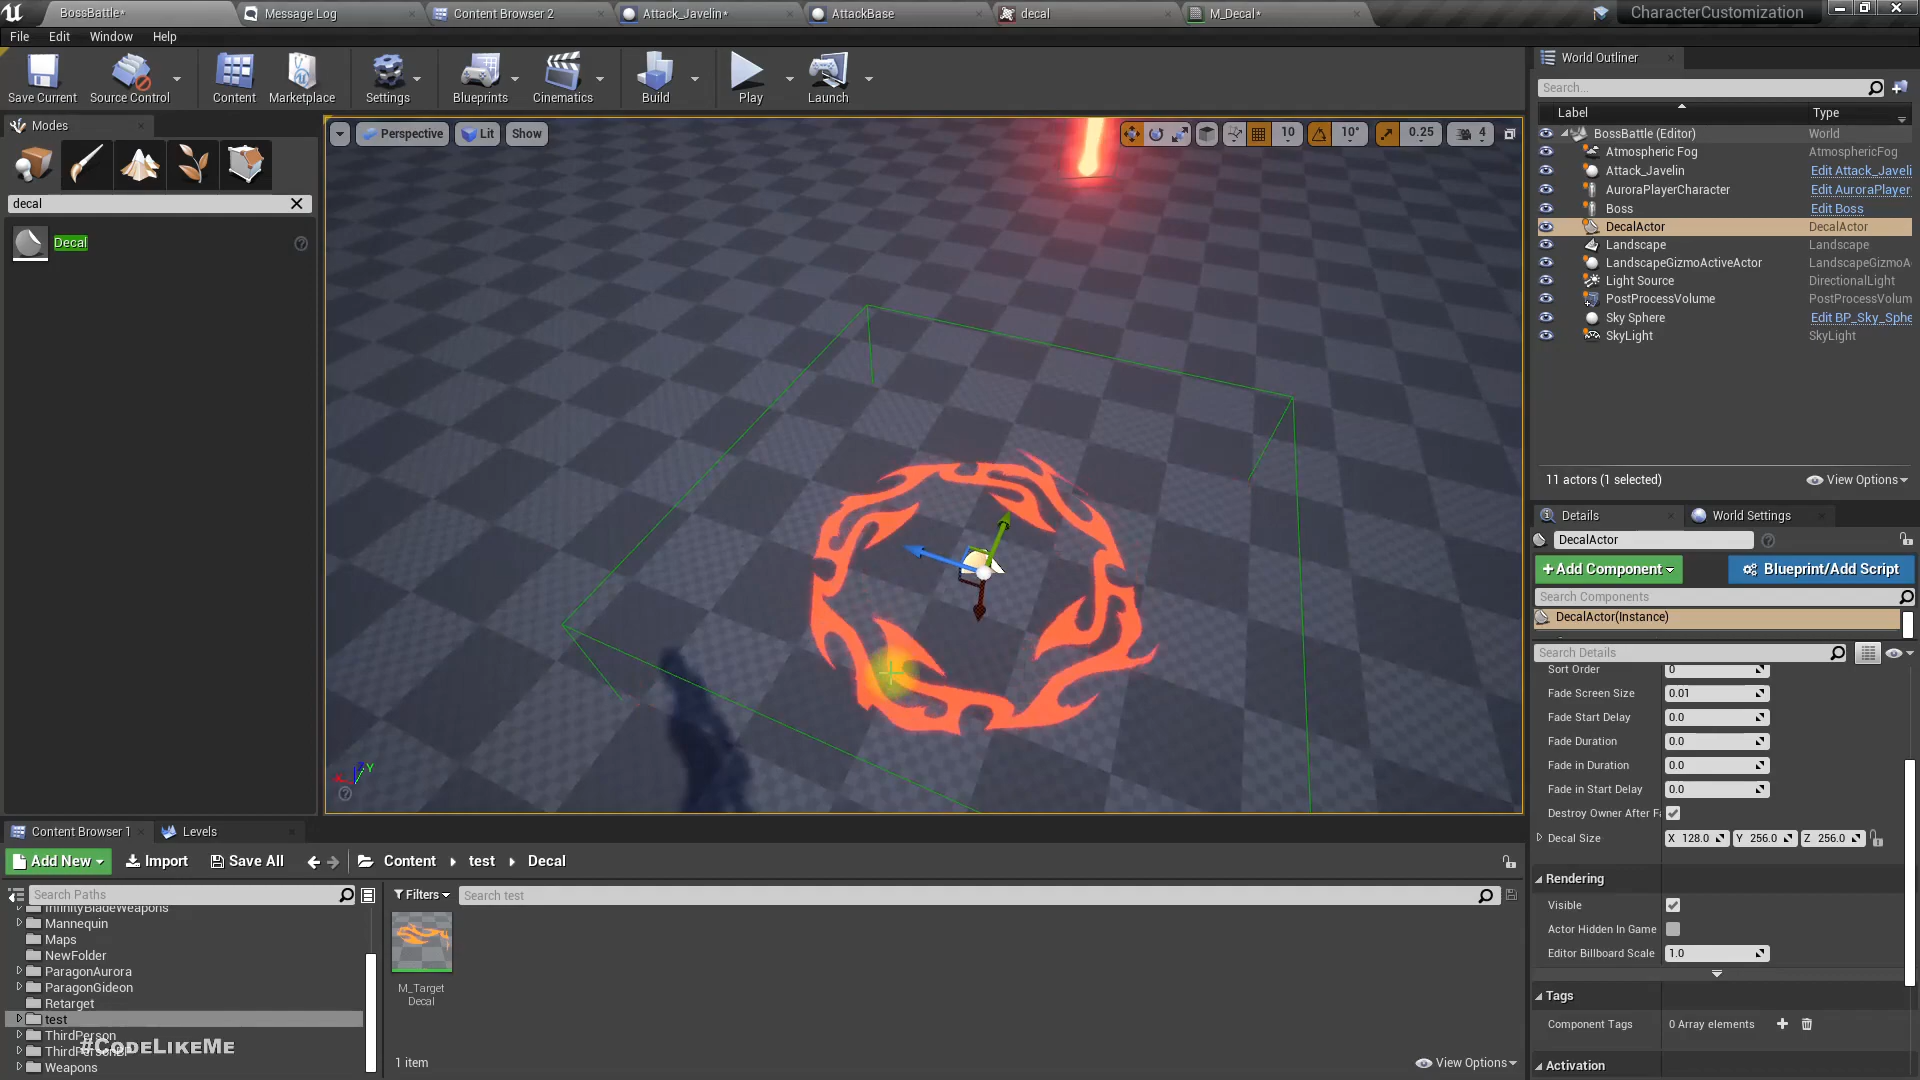 BossBattle*
Message Log
Content Browser 2
Attack_Javelin*
AttackBase
decal
M_Decal*
CharacterCustomization
File
Edit
Window
Help
Save Current
Source Control
Content
Marketplace
Settings
Blueprints
Cinematics
Build
Play
Launch
World Outliner
Search...
Label
Type
BossBattle (Editor)
World
Atmospheric Fog
AtmosphericFog
Attack_Javelin
Edit Attack_Javeli
AuroraPlayerCharacter
Edit AuroraPlayer
Boss
Edit Boss
DecalActor
DecalActor
Landscape
Landscape
LandscapeGizmoActiveActor
LandscapeGizmoA
Light Source
DirectionalLight
PostProcessVolume
PostProcessVolum
Sky Sphere
Edit BP_Sky_Sphe
SkyLight
SkyLight
11 actors (1 selected)
View Options
Modes
decal
Decal
Perspective
Lit
Show
10
10°
0.25
4
X
Y
Z
Details
World Settings
DecalActor
+Add Component
Blueprint/Add Script
Search Components
DecalActor(Instance)
Search Details
Sort Order
0
Fade Screen Size
0.01
Fade Start Delay
0.0
Fade Duration
0.0
Fade in Duration
0.0
Fade in Start Delay
0.0
Destroy Owner After Fa
Decal Size
X 128.0
Y 256.0
Z 256.0
Rendering
Visible
Actor Hidden In Game
Editor Billboard Scale
1.0
Tags
Component Tags
0 Array elements
Activation
Content Browser 1
Levels
Add New
Import
Save All
Content
test
Decal
Search Paths
Filters
Search test
InfinityBladeWeapons
Mannequin
Maps
NewFolder
ParagonAurora
ParagonGideon
Retarget
test
ThirdPerson
ThirdPersonBP
Weapons
#CodeLikeMe
M_Target
Decal
1 item
View Options